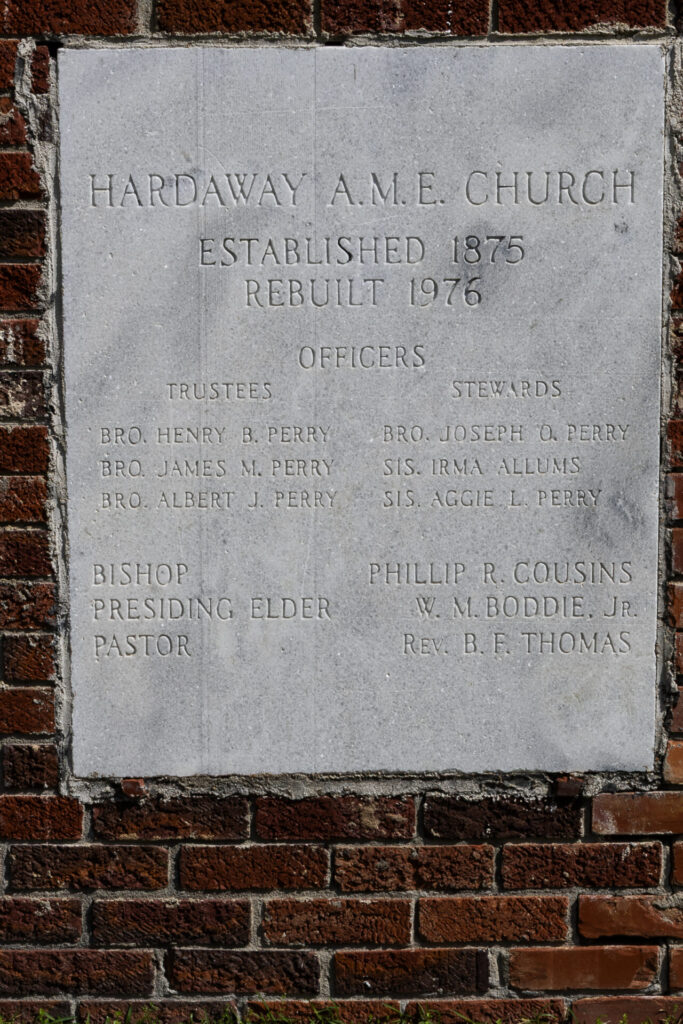 HARDAWAY A.M.E. CHURCH
ESTABLISHED 1875
REBUILT 1976
OFFICERS
TRUSTEES STEWARDS
BRO. HENRY B. PERRY BRO. JOSEPH O. PERRY
BRO. JAMES M. PERRY SIS. IRMA ALLUMS
BRO. ALBERT J. PERRY SIS. AGGIE L. PERRY
BISHOP PHILLIP R. COUSINS
PRESIDING ELDER W. M. BODDIE, JR.
PASTOR REV. B. F. THOMAS